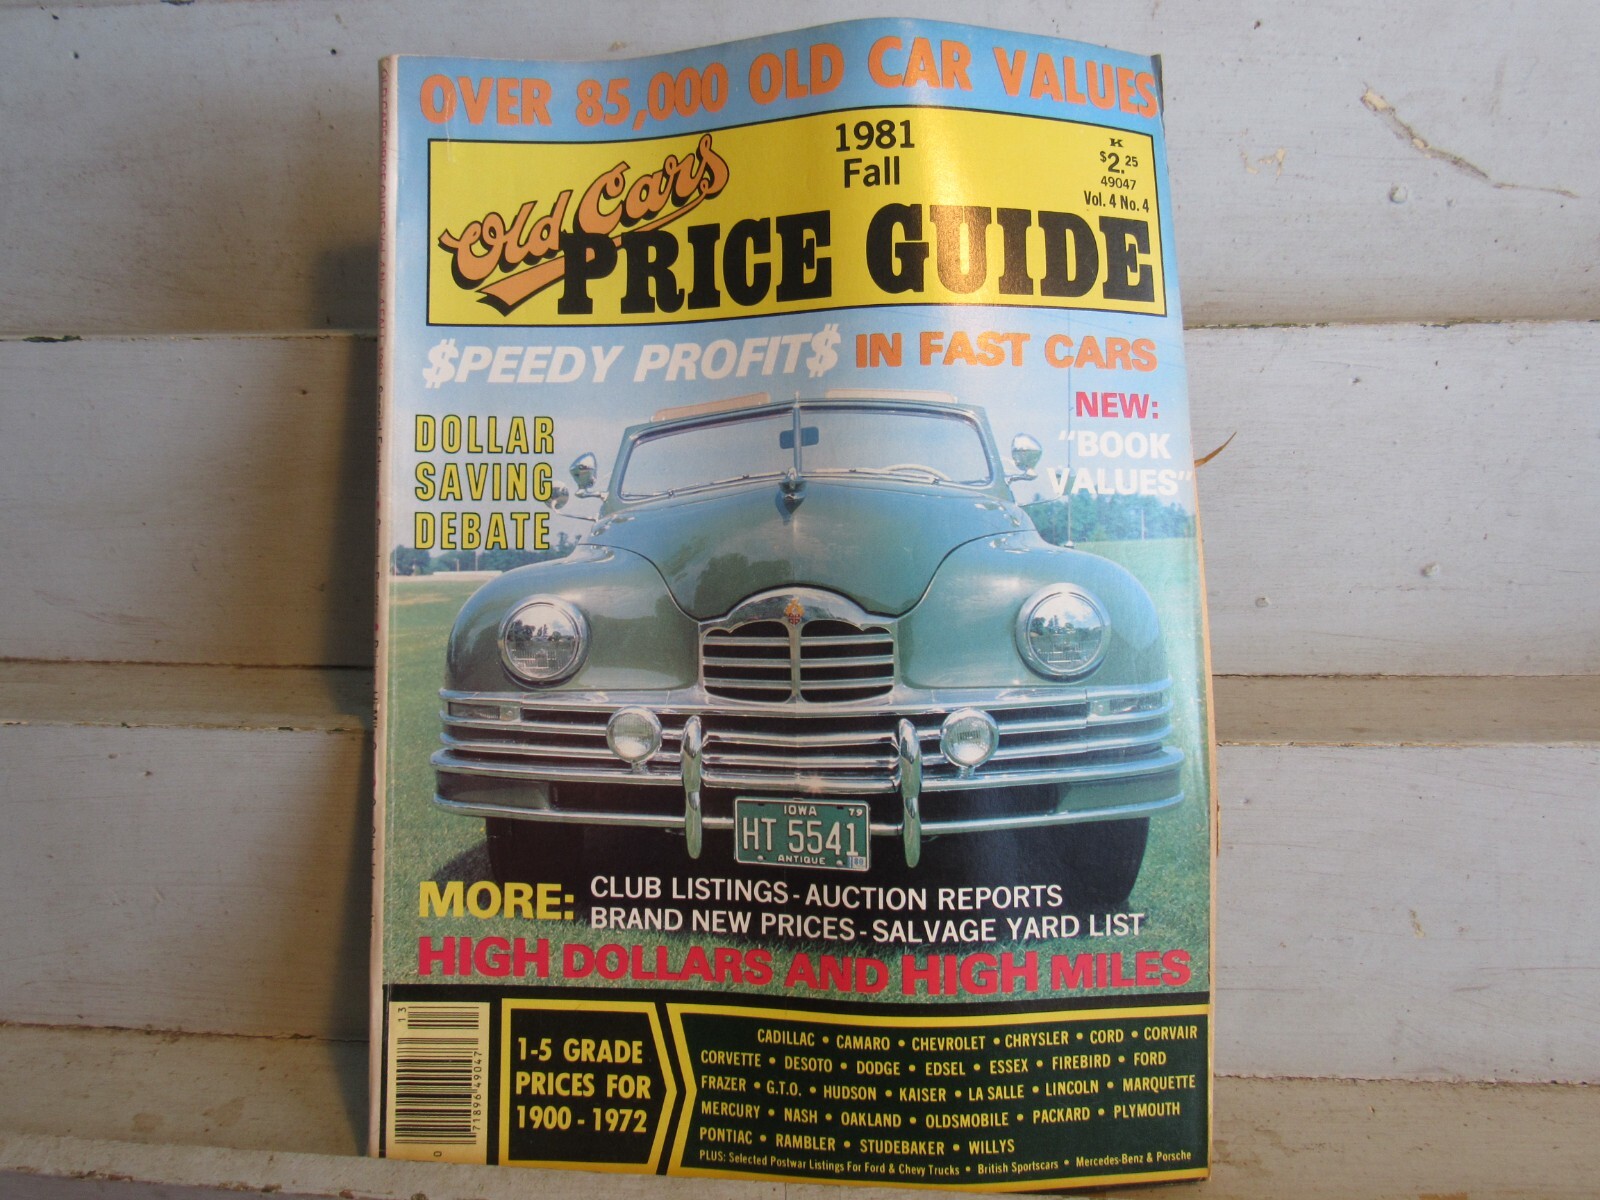 OVER 85,000 OLD CAR VALUES
Old Cars
PRICE GUIDE
1981
Fall
K
$2.25
49047
Vol. 4 No. 4
$PEEDY PROFIT$ IN FAST CARS
DOLLAR
SAVING
DEBATE
NEW:
"BOOK
VALUES"
IOWA 79
HT 5541
ANTIQUE 80
MORE: CLUB LISTINGS - AUCTION REPORTS
BRAND NEW PRICES - SALVAGE YARD LIST
HIGH DOLLARS AND HIGH MILES
13
71896 49047
0
1-5 GRADE
PRICES FOR
1900 - 1972
CADILLAC • CAMARO • CHEVROLET • CHRYSLER • CORD • CORVAIR
CORVETTE • DESOTO • DODGE • EDSEL • ESSEX • FIREBIRD • FORD
FRAZER • G.T.O. • HUDSON • KAISER • LA SALLE • LINCOLN • MARQUETTE
MERCURY • NASH • OAKLAND • OLDSMOBILE • PACKARD • PLYMOUTH
PONTIAC • RAMBLER • STUDEBAKER • WILLYS
PLUS: Selected Postwar Listings For Ford & Chevy Trucks • British Sportscars • Mercedes-Benz & Porsche